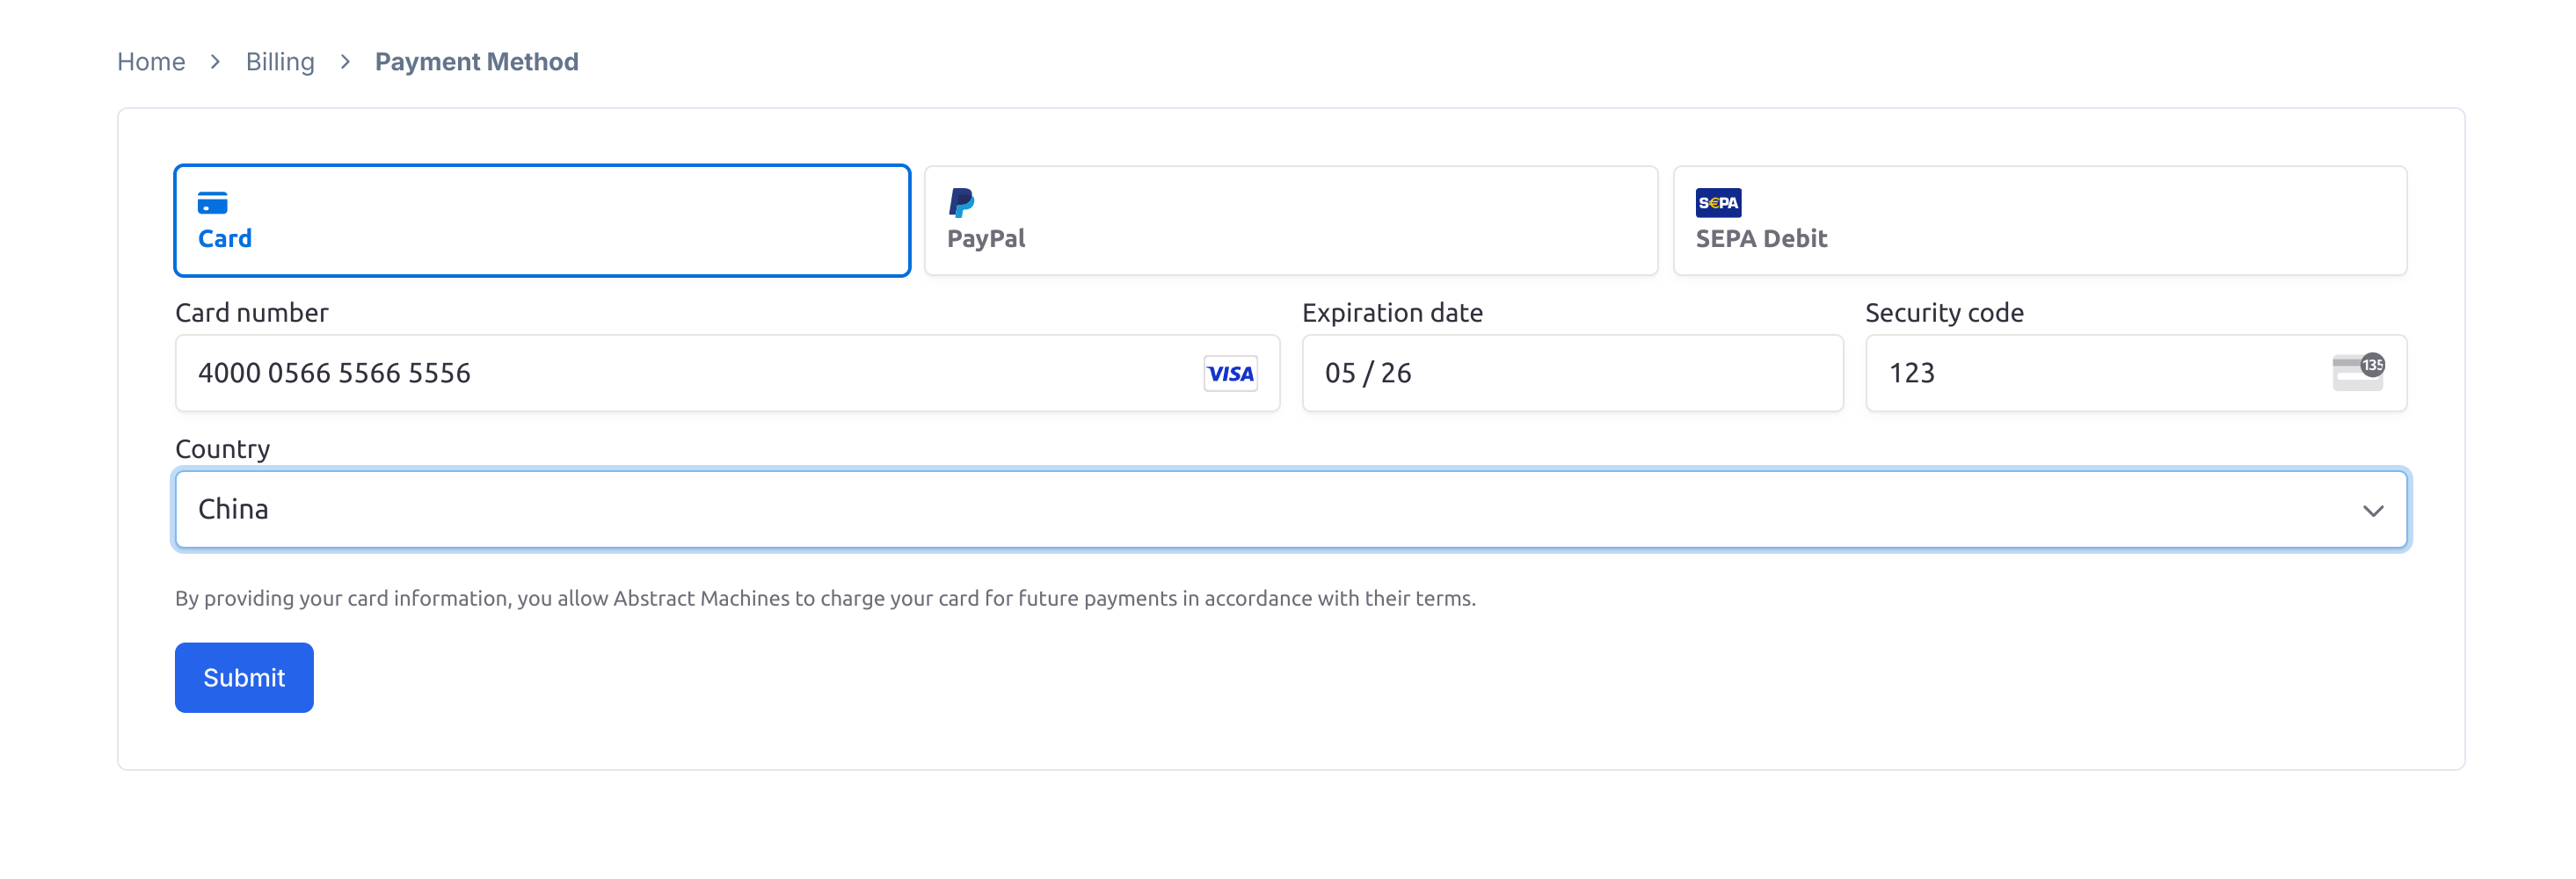 Home > Billing > Payment Method
Card
PayPal
SEPA
SEPA Debit
Card number
Expiration date
Security code
4000 0566 5566 5556
VISA
05 / 26
123
135
Country
China
By providing your card information, you allow Abstract Machines to charge your card for future payments in accordance with their terms.
Submit